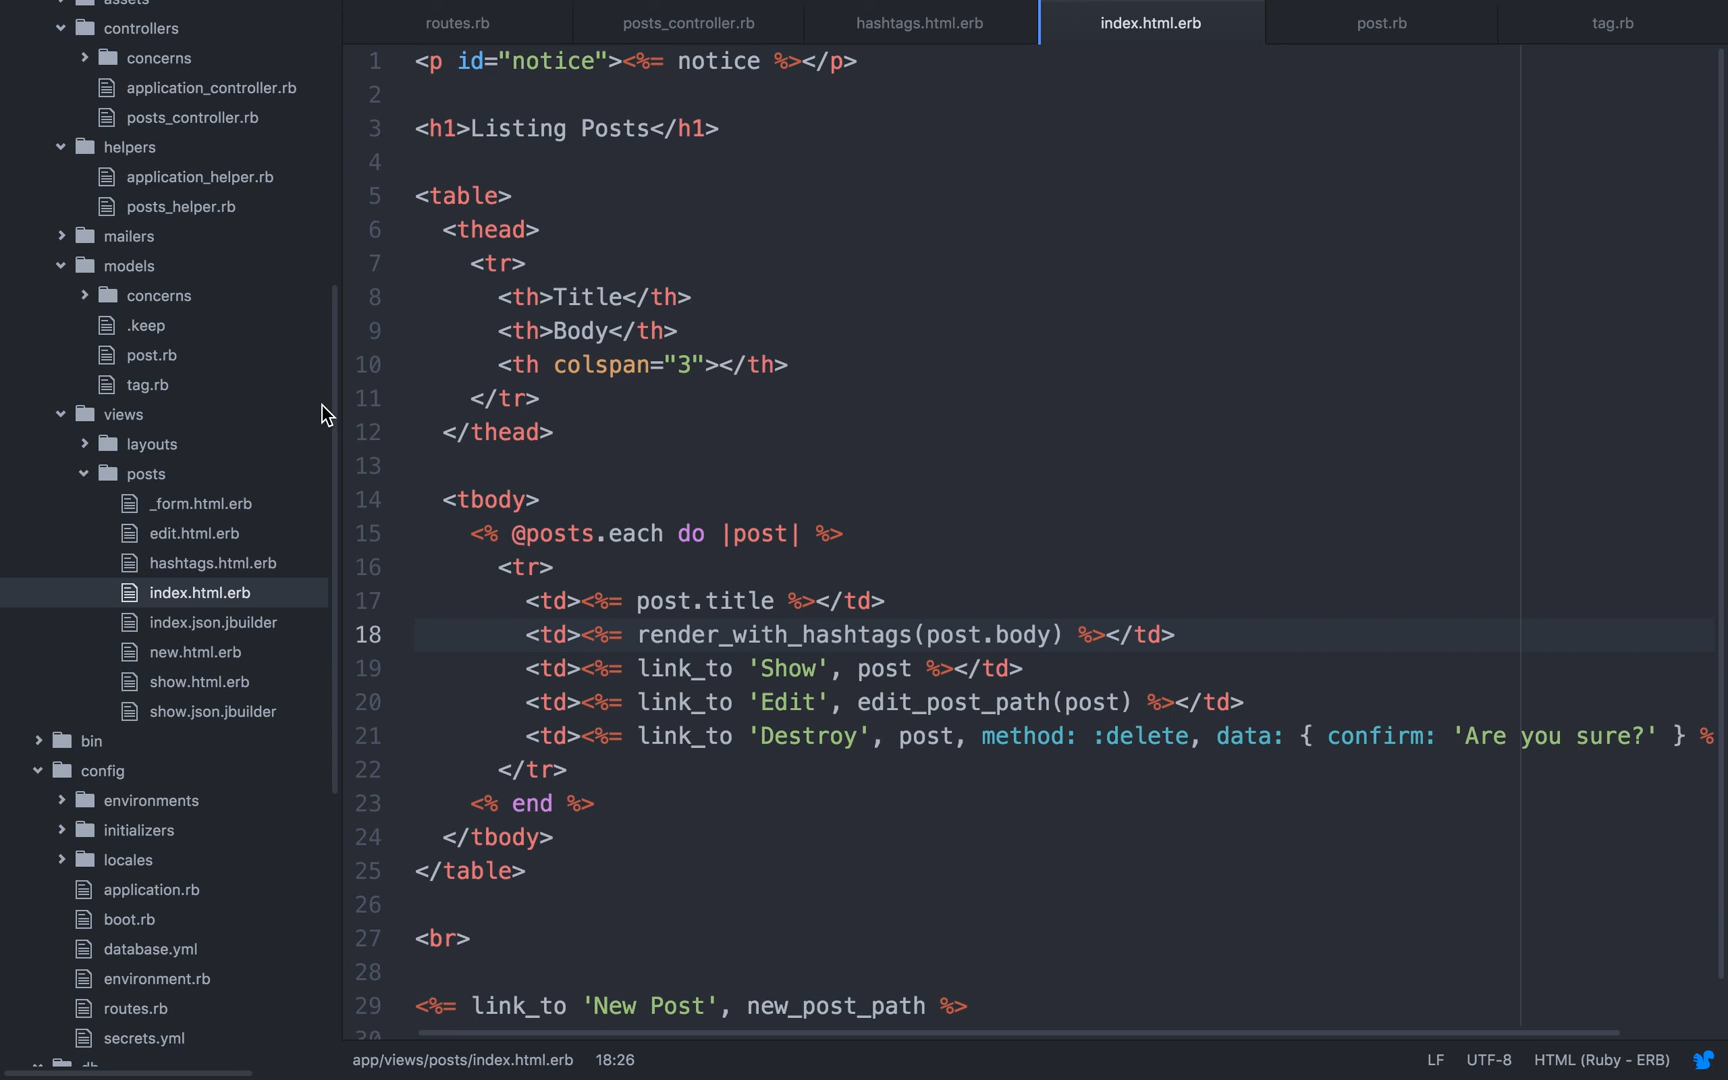 assets
controllers
concerns
application_controller.rb
posts_controller.rb
helpers
application_helper.rb
posts_helper.rb
mailers
models
concerns
.keep
post.rb
tag.rb
views
layouts
posts
_form.html.erb
edit.html.erb
hashtags.html.erb
index.html.erb
index.json.jbuilder
new.html.erb
show.html.erb
show.json.jbuilder
bin
config
environments
initializers
locales
application.rb
boot.rb
database.yml
environment.rb
routes.rb
secrets.yml
db
routes.rb posts_controller.rb hashtags.html.erb index.html.erb post.rb tag.rb
1 <p id="notice"><%= notice %></p>
2
3 <h1>Listing Posts</h1>
4
5 <table>
6 <thead>
7 <tr>
8 <th>Title</th>
9 <th>Body</th>
10 <th colspan="3"></th>
11 </tr>
12 </thead>
13
14 <tbody>
15 <% @posts.each do |post| %>
16 <tr>
17 <td><%= post.title %></td>
18 <td><%= render_with_hashtags(post.body) %></td>
19 <td><%= link_to 'Show', post %></td>
20 <td><%= link_to 'Edit', edit_post_path(post) %></td>
21 <td><%= link_to 'Destroy', post, method: :delete, data: { confirm: 'Are you sure?' } %
22 </tr>
23 <% end %>
24 </tbody>
25 </table>
26
27 <br>
28
29 <%= link_to 'New Post', new_post_path %>
30
app/views/posts/index.html.erb 18:26 LF UTF-8 HTML (Ruby - ERB)